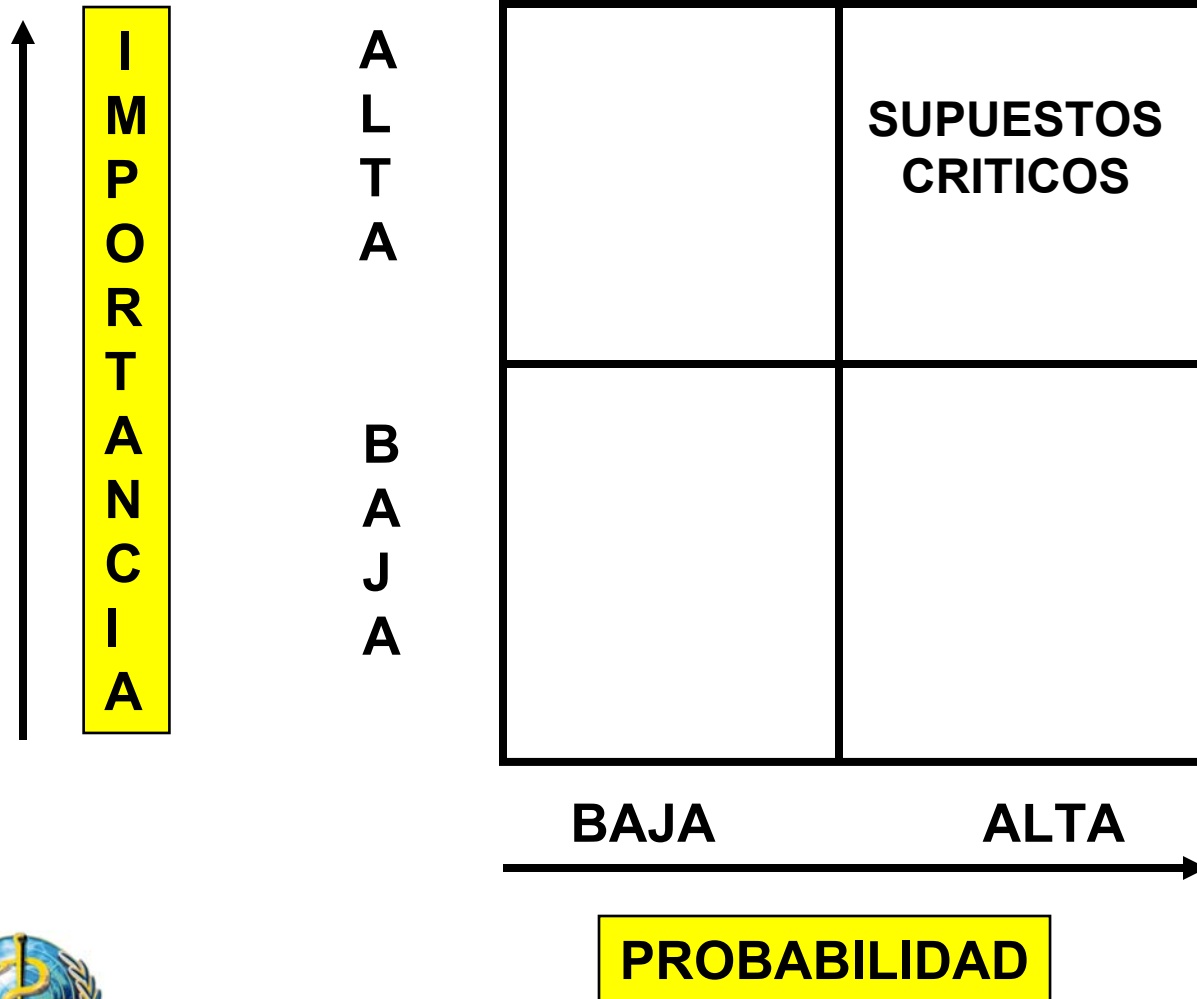 IMPORTANCIA
ALTA
BAJA
SUPUESTOS
CRITICOS
BAJA
ALTA
PROBABILIDAD